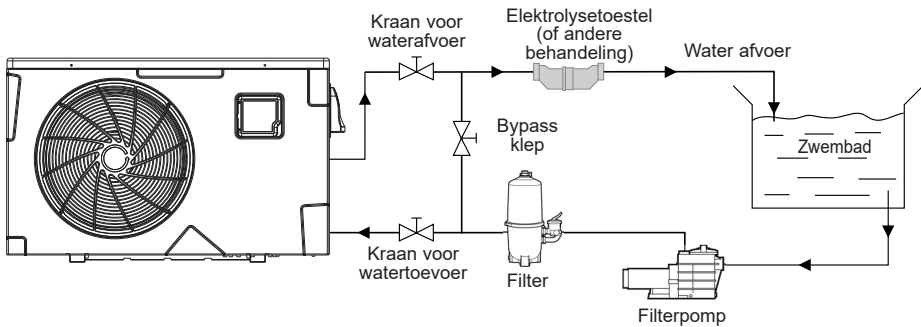 Kraan voor
waterafvoer
Elektrolysetoestel
(of andere
behandeling)
Water afvoer
Bypass
klep
Zwembad
Kraan voor
watertoevoer
Filter
Filterpomp